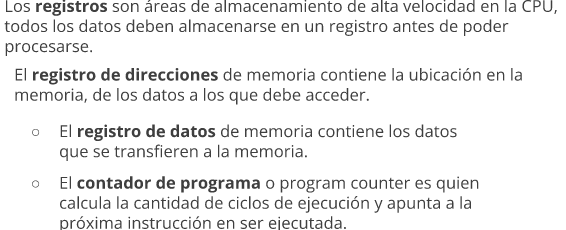 Los registros son áreas de almacenamiento de alta velocidad en la CPU,
todos los datos deben almacenarse en un registro antes de poder
procesarse.
El registro de direcciones de memoria contiene la ubicación en la
memoria, de los datos a los que debe acceder.
○ El registro de datos de memoria contiene los datos
que se transfieren a la memoria.
○ El contador de programa o program counter es quien
calcula la cantidad de ciclos de ejecución y apunta a la
próxima instrucción en ser ejecutada.